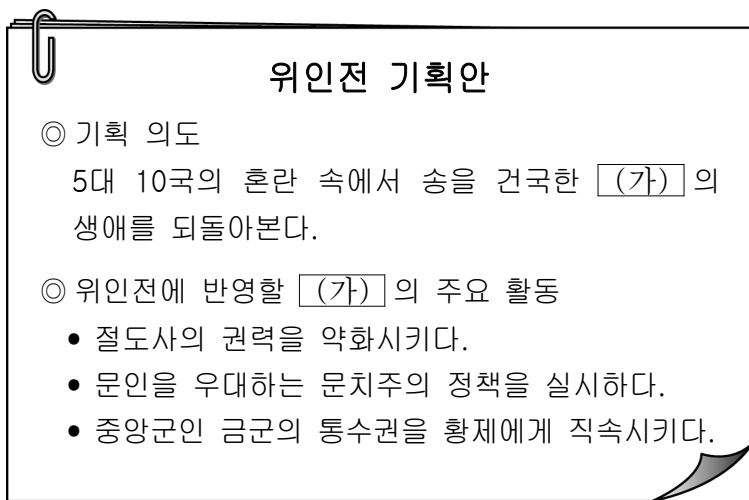 위인전 기획안
◎ 기획 의도
5대 10국의 혼란 속에서 송을 건국한 (가) 의
생애를 되돌아본다.
◎ 위인전에 반영할 (가) 의 주요 활동
• 절도사의 권력을 약화시키다.
• 문인을 우대하는 문치주의 정책을 실시하다.
• 중앙군인 금군의 통수권을 황제에게 직속시키다.